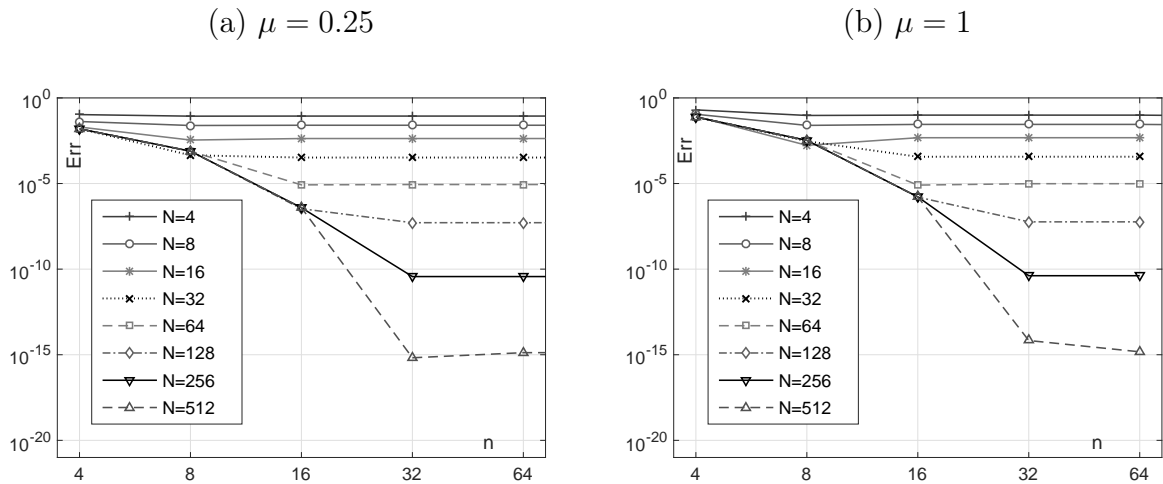 (a) μ = 0.25
10^0
Err
10^-5
10^-10
10^-15
10^-20
N=4
N=8
N=16
N=32
N=64
N=128
N=256
N=512
n
4 8 16 32 64
(b) μ = 1
10^0
Err
10^-5
10^-10
10^-15
10^-20
N=4
N=8
N=16
N=32
N=64
N=128
N=256
N=512
n
4 8 16 32 64